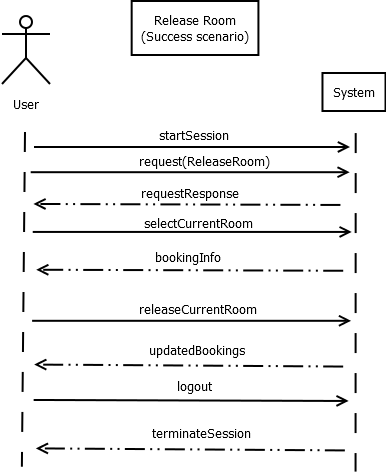 Release Room
(Success scenario)
User
System
startSession
request(ReleaseRoom)
requestResponse
selectCurrentRoom
bookingInfo
releaseCurrentRoom
updatedBookings
logout
terminateSession